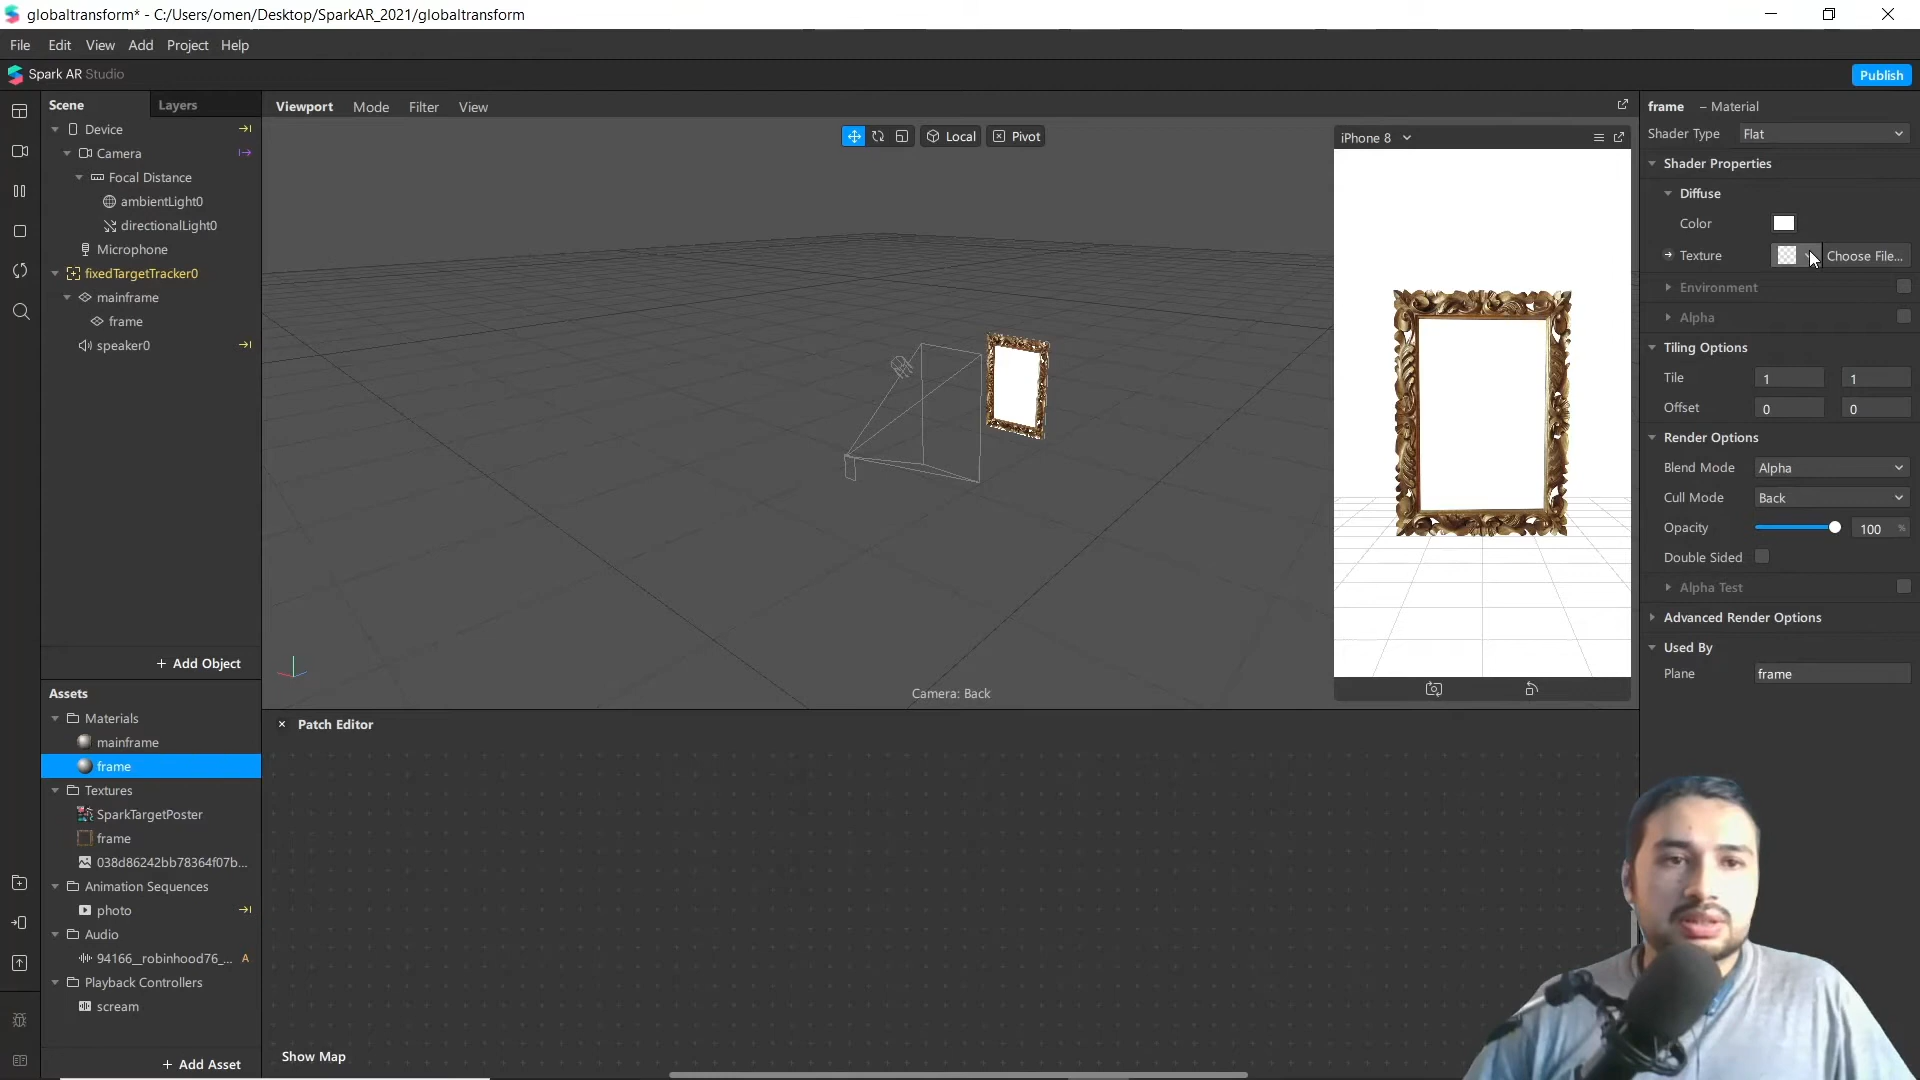 globaltransform* - C:/Users/omen/Desktop/SparkAR_2021/globaltransform
File Edit View Add Project Help
Spark AR Studio
Publish
Scene Layers
Device
Camera
Focal Distance
ambientLight0
directionalLight0
Microphone
fixedTargetTracker0
mainframe
frame
speaker0
+ Add Object
Assets
Materials
mainframe
frame
Textures
SparkTargetPoster
frame
038d86242bb78364f07b...
Animation Sequences
photo
Audio
94166_robinhood76_... A
Playback Controllers
scream
+ Add Asset
Viewport Mode Filter View
Local Pivot
iPhone 8
Camera: Back
× Patch Editor
Show Map
frame – Material
Shader Type Flat
Shader Properties
Diffuse
Color
Texture Choose File...
Environment
Alpha
Tiling Options
Tile 1 1
Offset 0 0
Render Options
Blend Mode Alpha
Cull Mode Back
Opacity 100 %
Double Sided
Alpha Test
Advanced Render Options
Used By
Plane frame